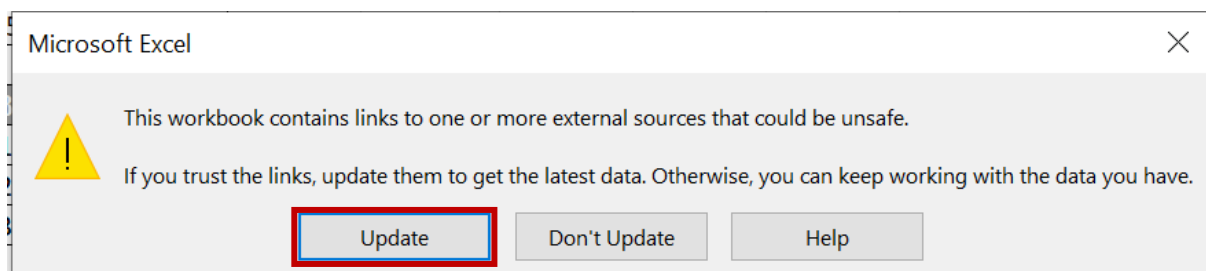 Microsoft Excel
This workbook contains links to one or more external sources that could be unsafe.
If you trust the links, update them to get the latest data. Otherwise, you can keep working with the data you have.
Update Don't Update Help